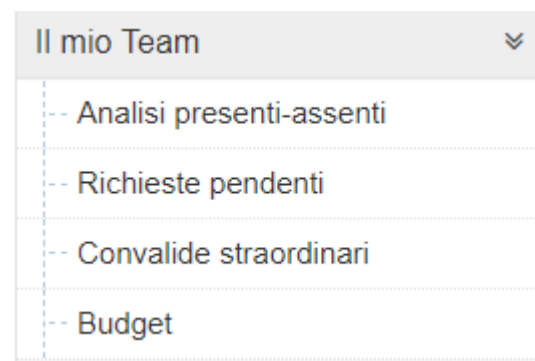 Il mio Team
Analisi presenti-assenti
Richieste pendenti
Convalide straordinari
Budget